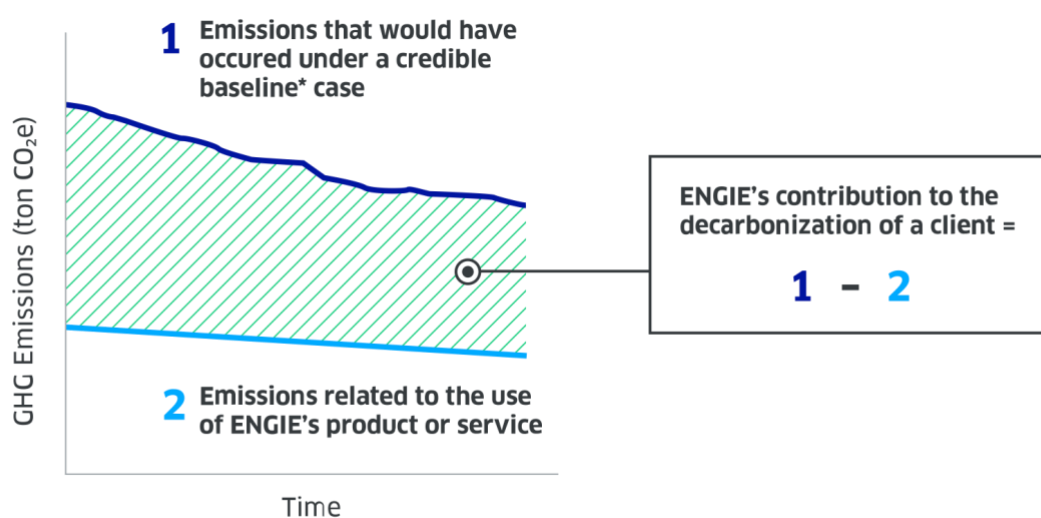 1 Emissions that would have
occured under a credible
baseline* case
GHG Emissions (ton CO₂e)
ENGIE's contribution to the
decarbonization of a client =
1 - 2
2 Emissions related to the use
of ENGIE's product or service
Time